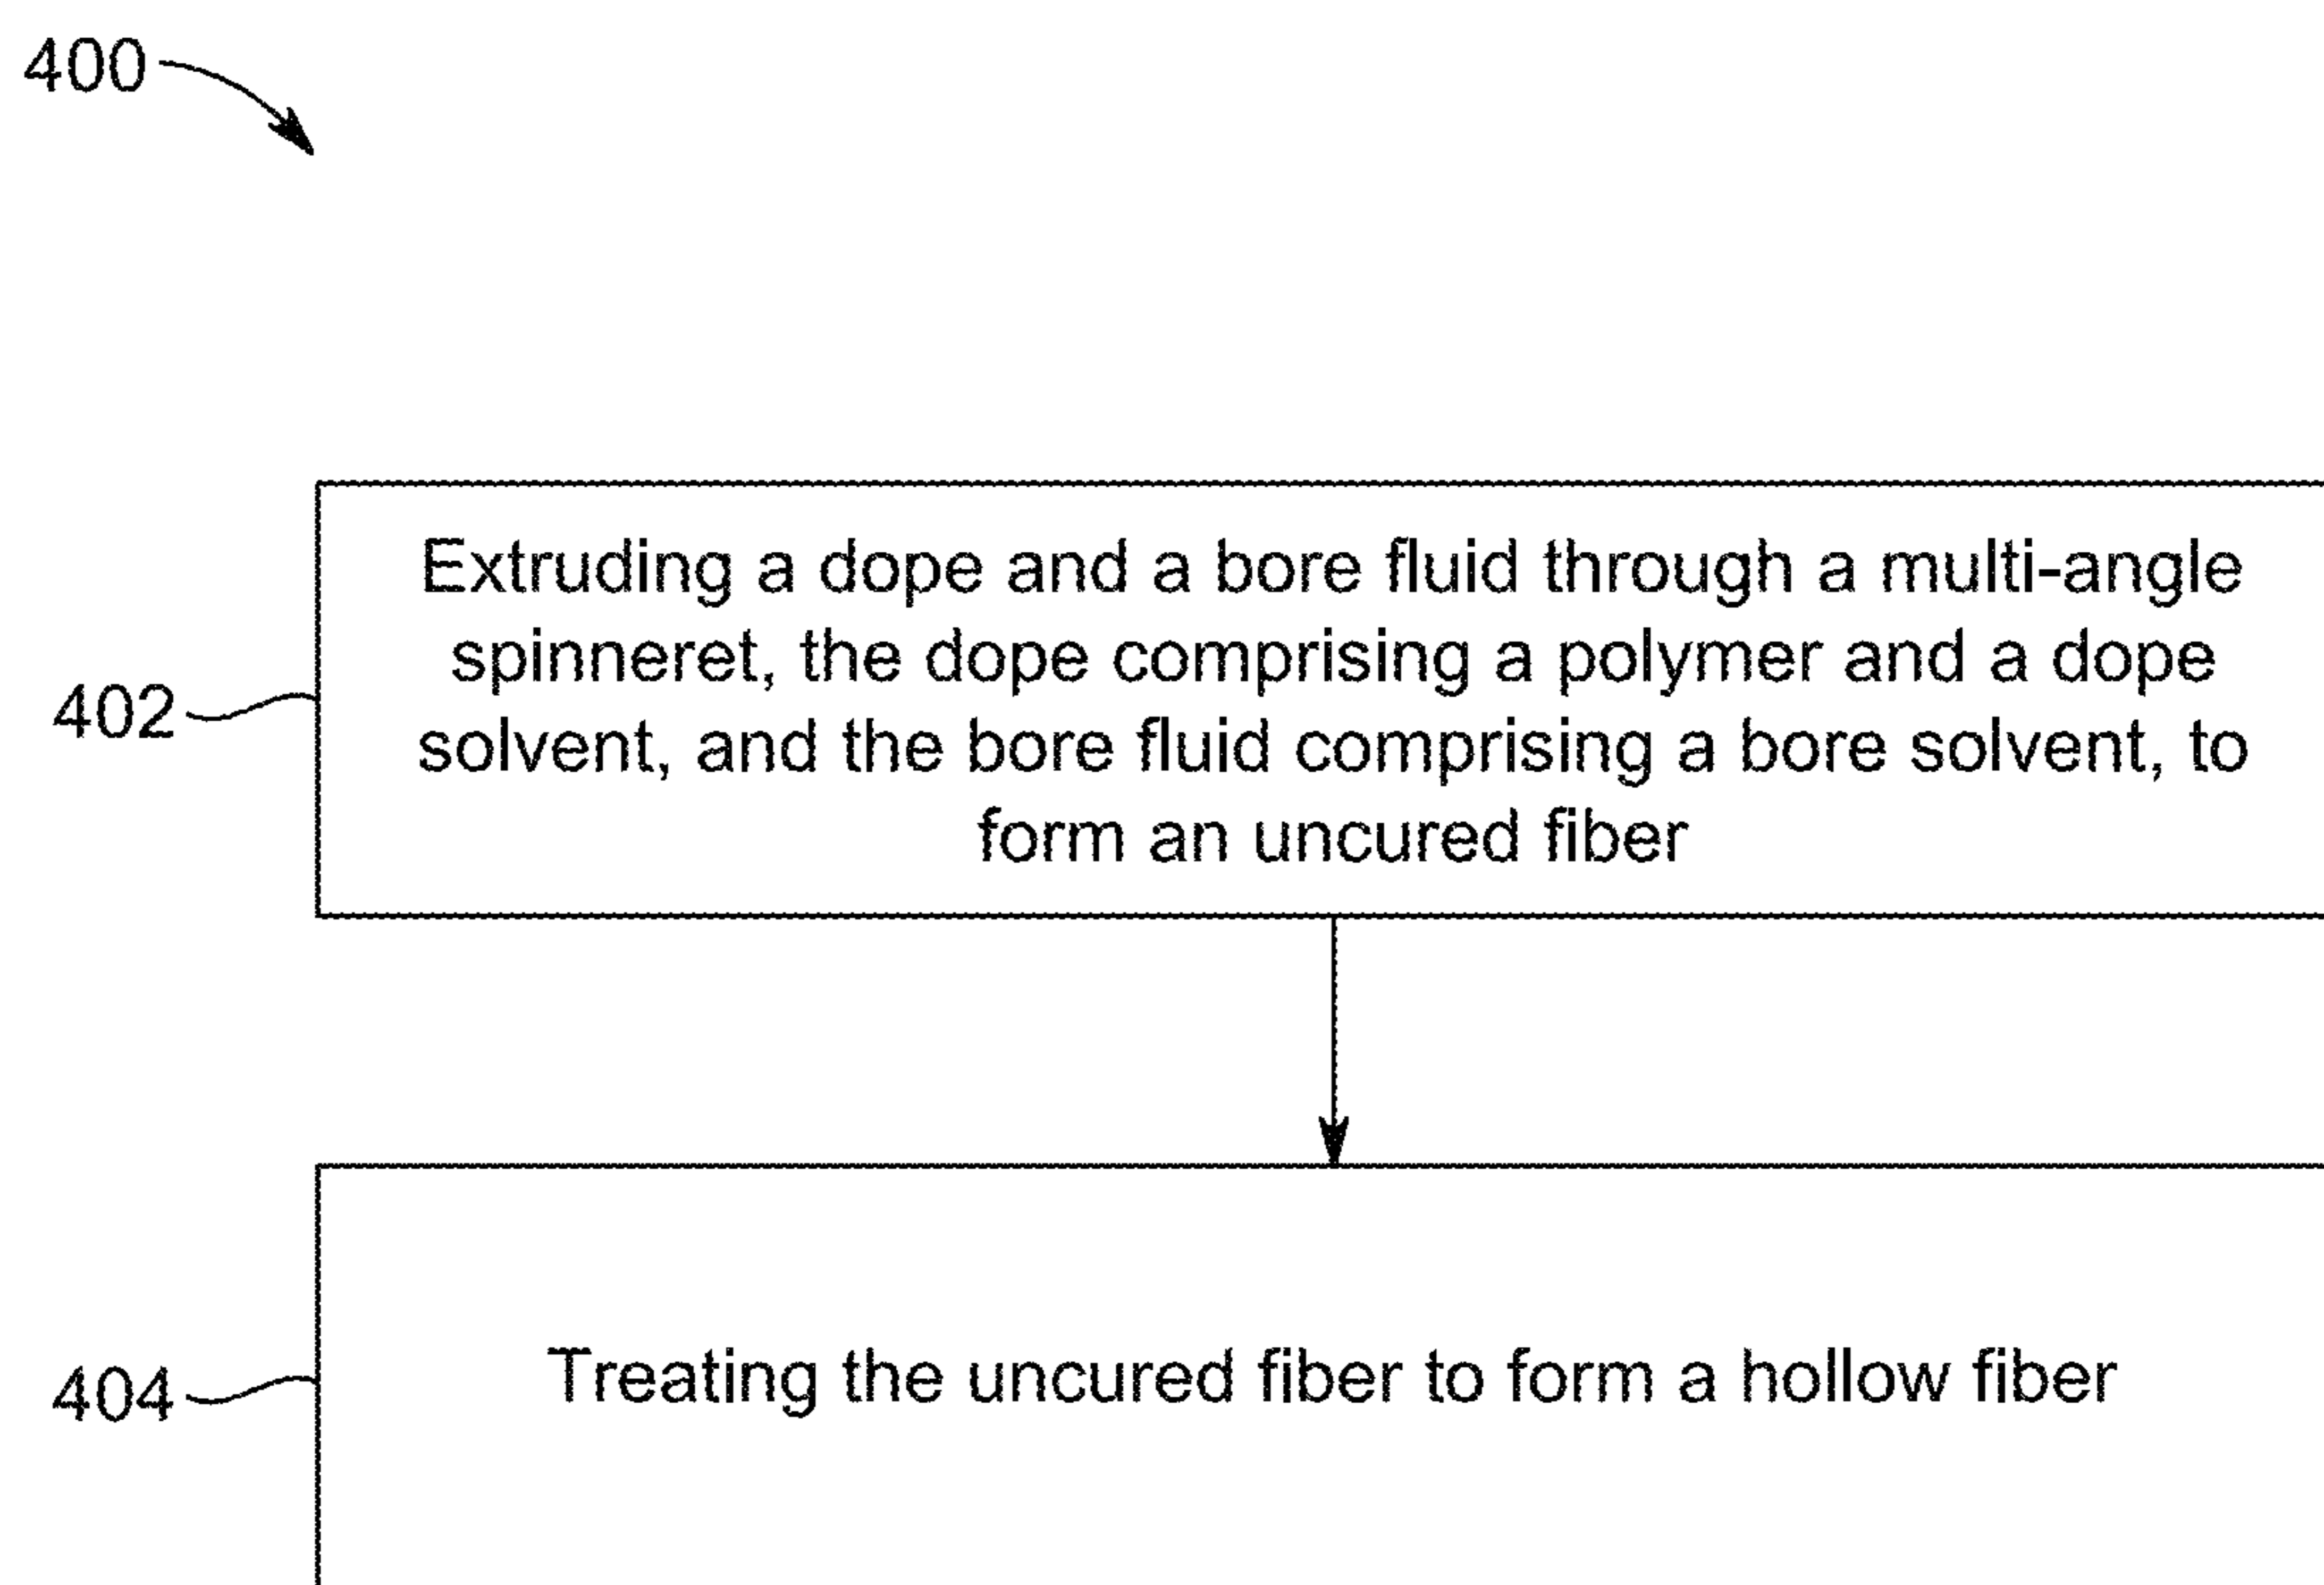 400
402
Extruding a dope and a bore fluid through a multi-angle
spinneret, the dope comprising a polymer and a dope
solvent, and the bore fluid comprising a bore solvent, to
form an uncured fiber
404
Treating the uncured fiber to form a hollow fiber